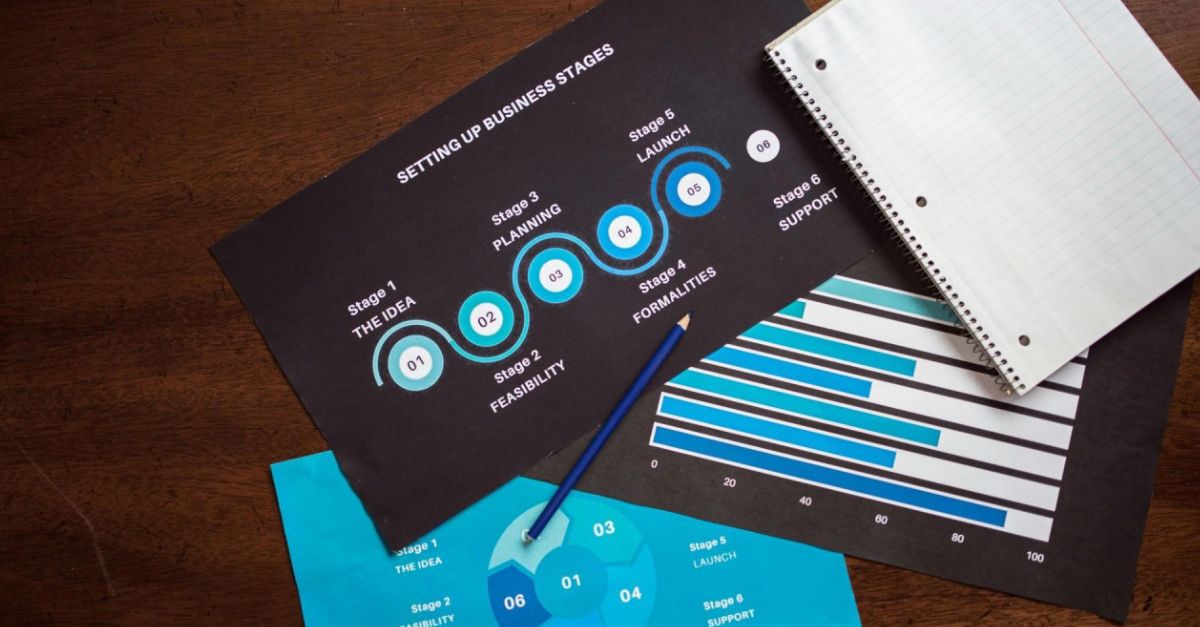 SETTING UP BUSINESS STAGES
Stage 1
THE IDEA
01
02
Stage 2
FEASIBILITY
Stage 3
PLANNING
03
04
Stage 4
FORMALITIES
Stage 5
LAUNCH
05
06
Stage 6
SUPPORT
0
20
40
60
80
100
Stage 1
THE IDEA
Stage 2
03
01
06
04
Stage 5
LAUNCH
Stage 6
SUPPORT